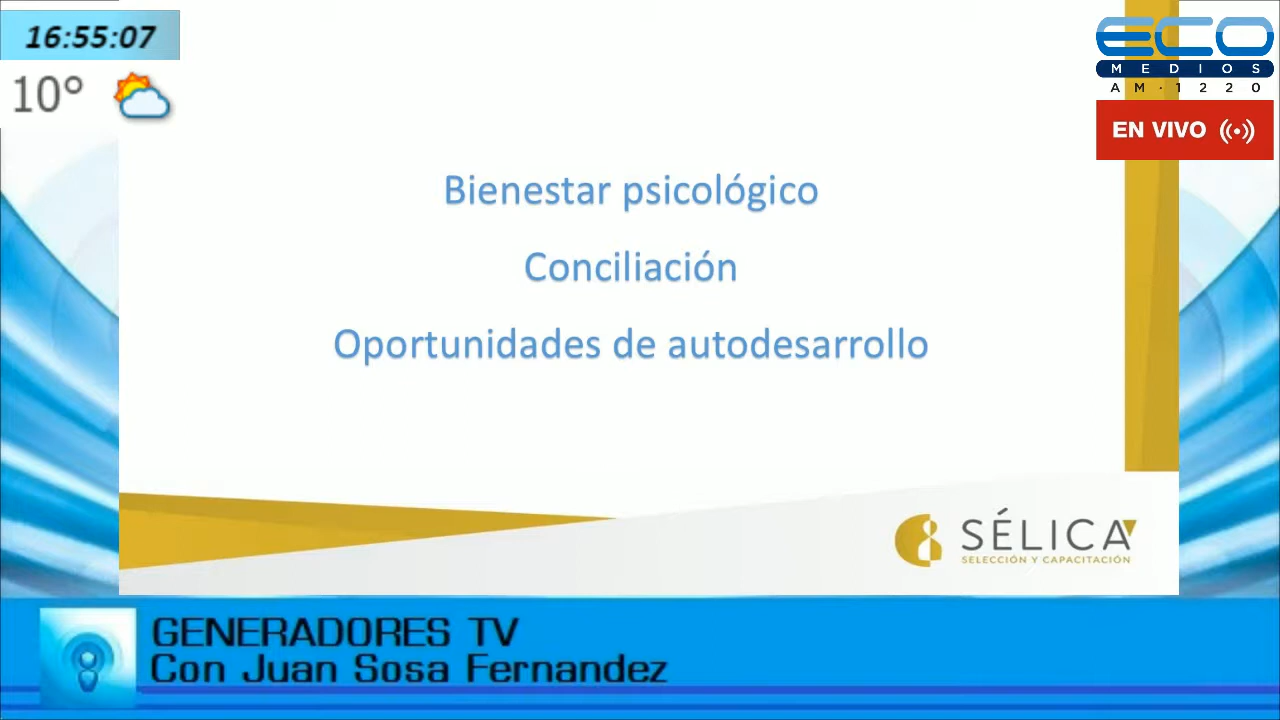 16:55:07
10°
ECO
MEDIOS
AM·1220
EN VIVO
Bienestar psicológico
Conciliación
Oportunidades de autodesarrollo
SÉLICA
SELECCIÓN Y CAPACITACIÓN
GENERADORES TV
Con Juan Sosa Fernandez